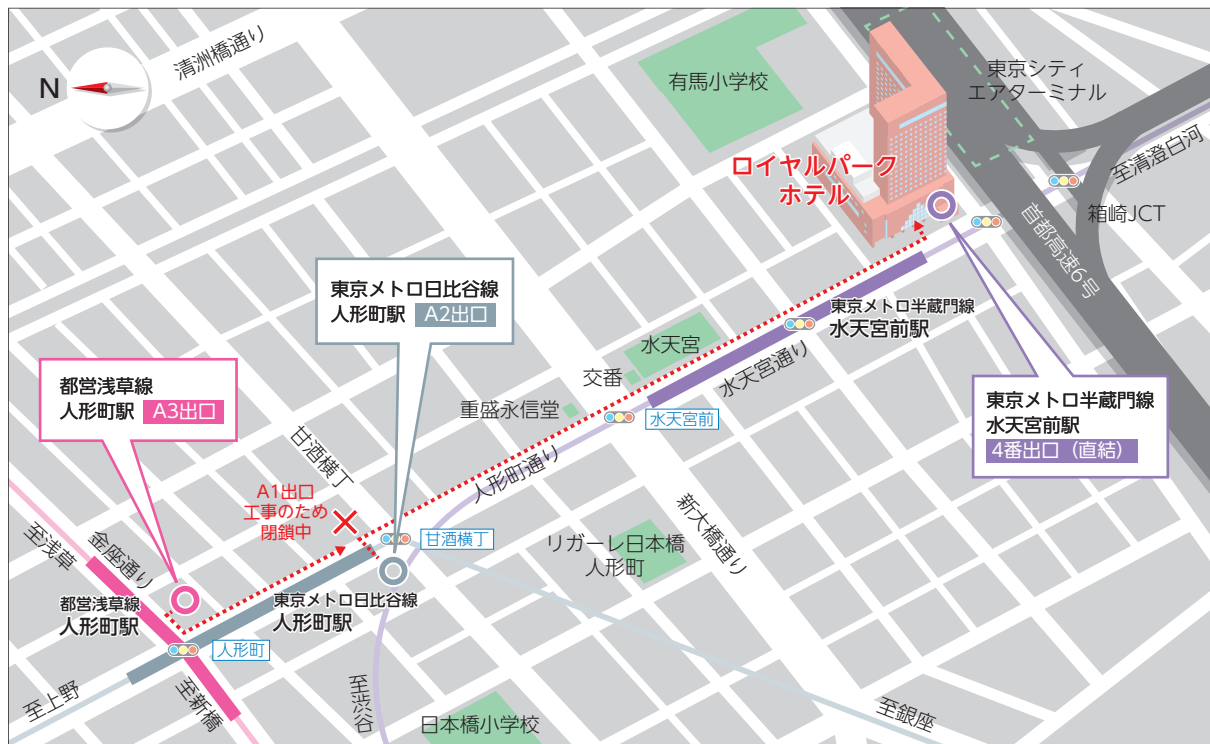 N
清洲橋通り
有馬小学校
東京シティ
エアターミナル
ロイヤルパーク
ホテル
至清澄白河
箱崎JCT
首都高速6号
東京メトロ日比谷線
人形町駅 A2出口
東京メトロ半蔵門線
水天宮前駅
水天宮
水天宮通り
交番
都営浅草線
人形町駅 A3出口
重盛永信堂
水天宮前
東京メトロ半蔵門線
水天宮前駅
4番出口（直結）
甘酒横丁
人形町通り
A1出口
工事のため
閉鎖中
新大橋通り
甘酒横丁
リガーレ日本橋
人形町
至浅草
金座通り
都営浅草線
人形町駅
東京メトロ日比谷線
人形町駅
人形町
至上野
至新橋
至渋谷
日本橋小学校
至銀座